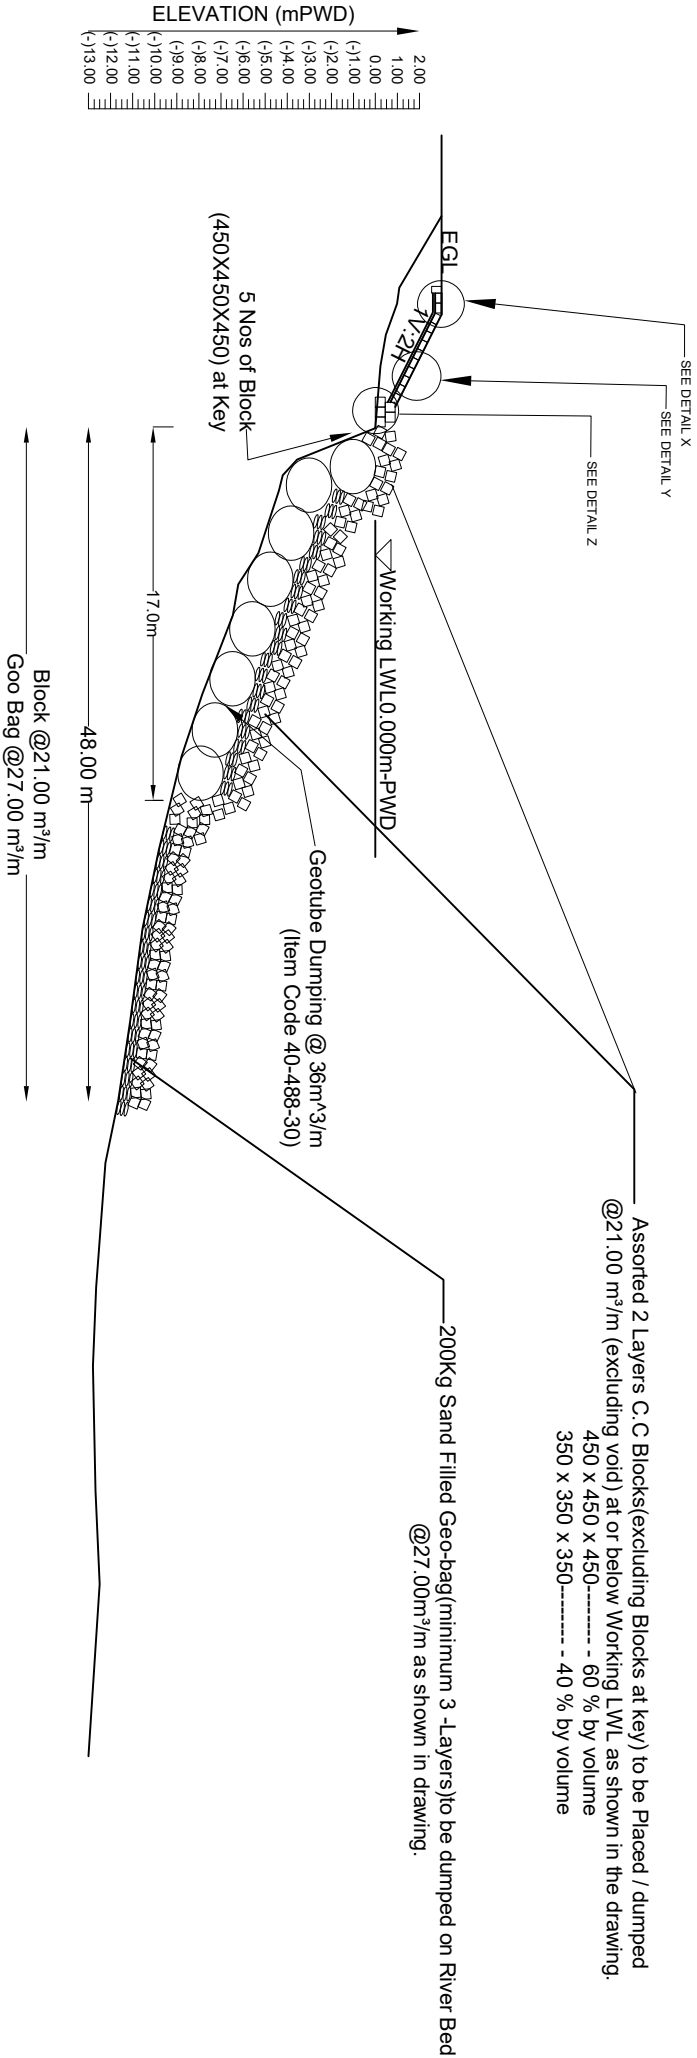 ELEVATION (mPWD)
2.00
1.00
0.00
(-)1.00
(-)2.00
(-)3.00
(-)4.00
(-)5.00
(-)6.00
(-)7.00
(-)8.00
(-)9.00
(-)10.00
(-)11.00
(-)12.00
(-)13.00
SEE DETAIL X
SEE DETAIL Y
SEE DETAIL Z
EGL
1V:2H
5 Nos of Block
(450X450X450) at Key
Working LWL0.000m-PWD
17.0m
48.00 m
Block @21.00 m³/m
Goo Bag @27.00 m³/m
Geotube Dumping @ 36m^3/m
(Item Code 40-488-30)
Assorted 2 Layers C.C Blocks(excluding Blocks at key) to be Placed / dumped
@21.00 m³/m (excluding void) at or below Working LWL as shown in the drawing.
450 x 450 x 450-------- - 60 % by volume
350 x 350 x 350-------- - 40 % by volume
200Kg Sand Filled Geo-bag(minimum 3 -Layers)to be dumped on River Bed
@27.00m³/m as shown in drawing.